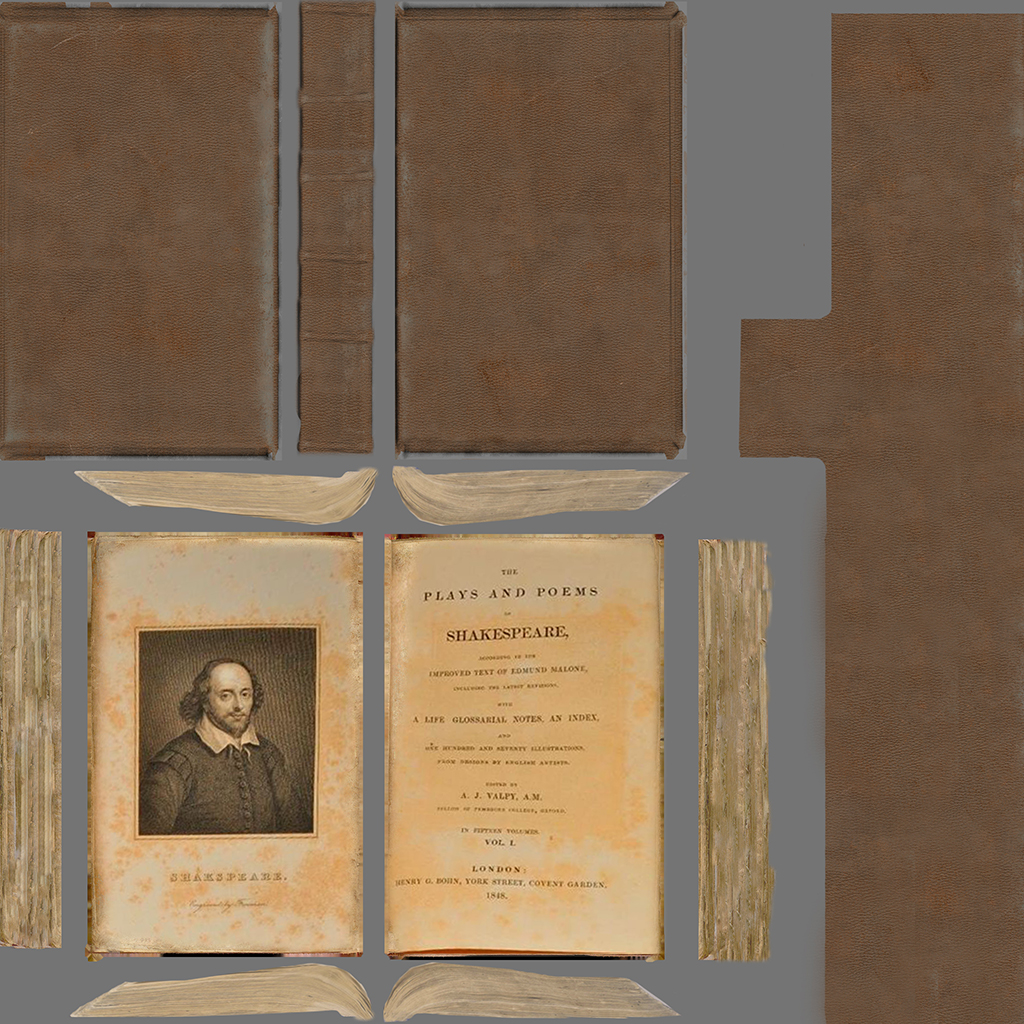 SHAKSPEARE.
Engraved by Freeman
THE
PLAYS AND POEMS
OF
SHAKESPEARE,
ACCORDING TO THE
IMPROVED TEXT OF EDMUND MALONE,
INCLUDING THE LATEST REVISIONS,
WITH
A LIFE GLOSSARIAL NOTES, AN INDEX,
AND
ONE HUNDRED AND SEVENTY ILLUSTRATIONS,
FROM DESIGNS BY ENGLISH ARTISTS.
EDITED BY
A. J. VALPY, A.M.
FELLOW OF PEMBROKE COLLEGE, OXFORD.
IN FIFTEEN VOLUMES.
VOL. I.
LONDON:
HENRY G. BOHN, YORK STREET, COVENT GARDEN,
1848.